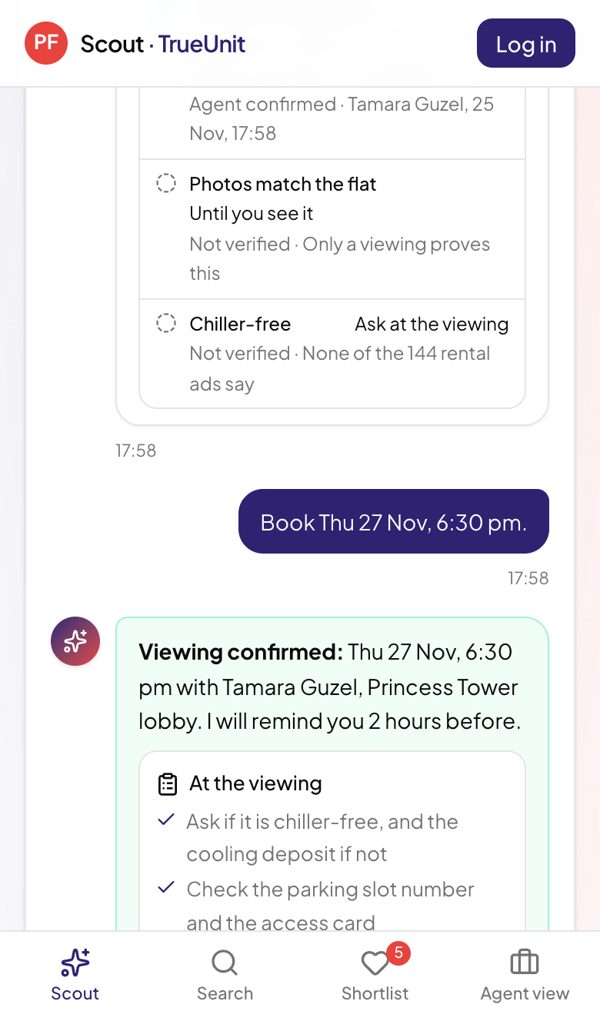 PF Scout · TrueUnit Log in
Agent confirmed · Tamara Guzel, 25
Nov, 17:58
Photos match the flat
Until you see it
Not verified · Only a viewing proves
this
Chiller-free Ask at the viewing
Not verified · None of the 144 rental
ads say
17:58
Book Thu 27 Nov, 6:30 pm.
17:58
Viewing confirmed: Thu 27 Nov, 6:30
pm with Tamara Guzel, Princess Tower
lobby. I will remind you 2 hours before.
At the viewing
Ask if it is chiller-free, and the
cooling deposit if not
Check the parking slot number
and the access card
5
Scout Search Shortlist Agent view